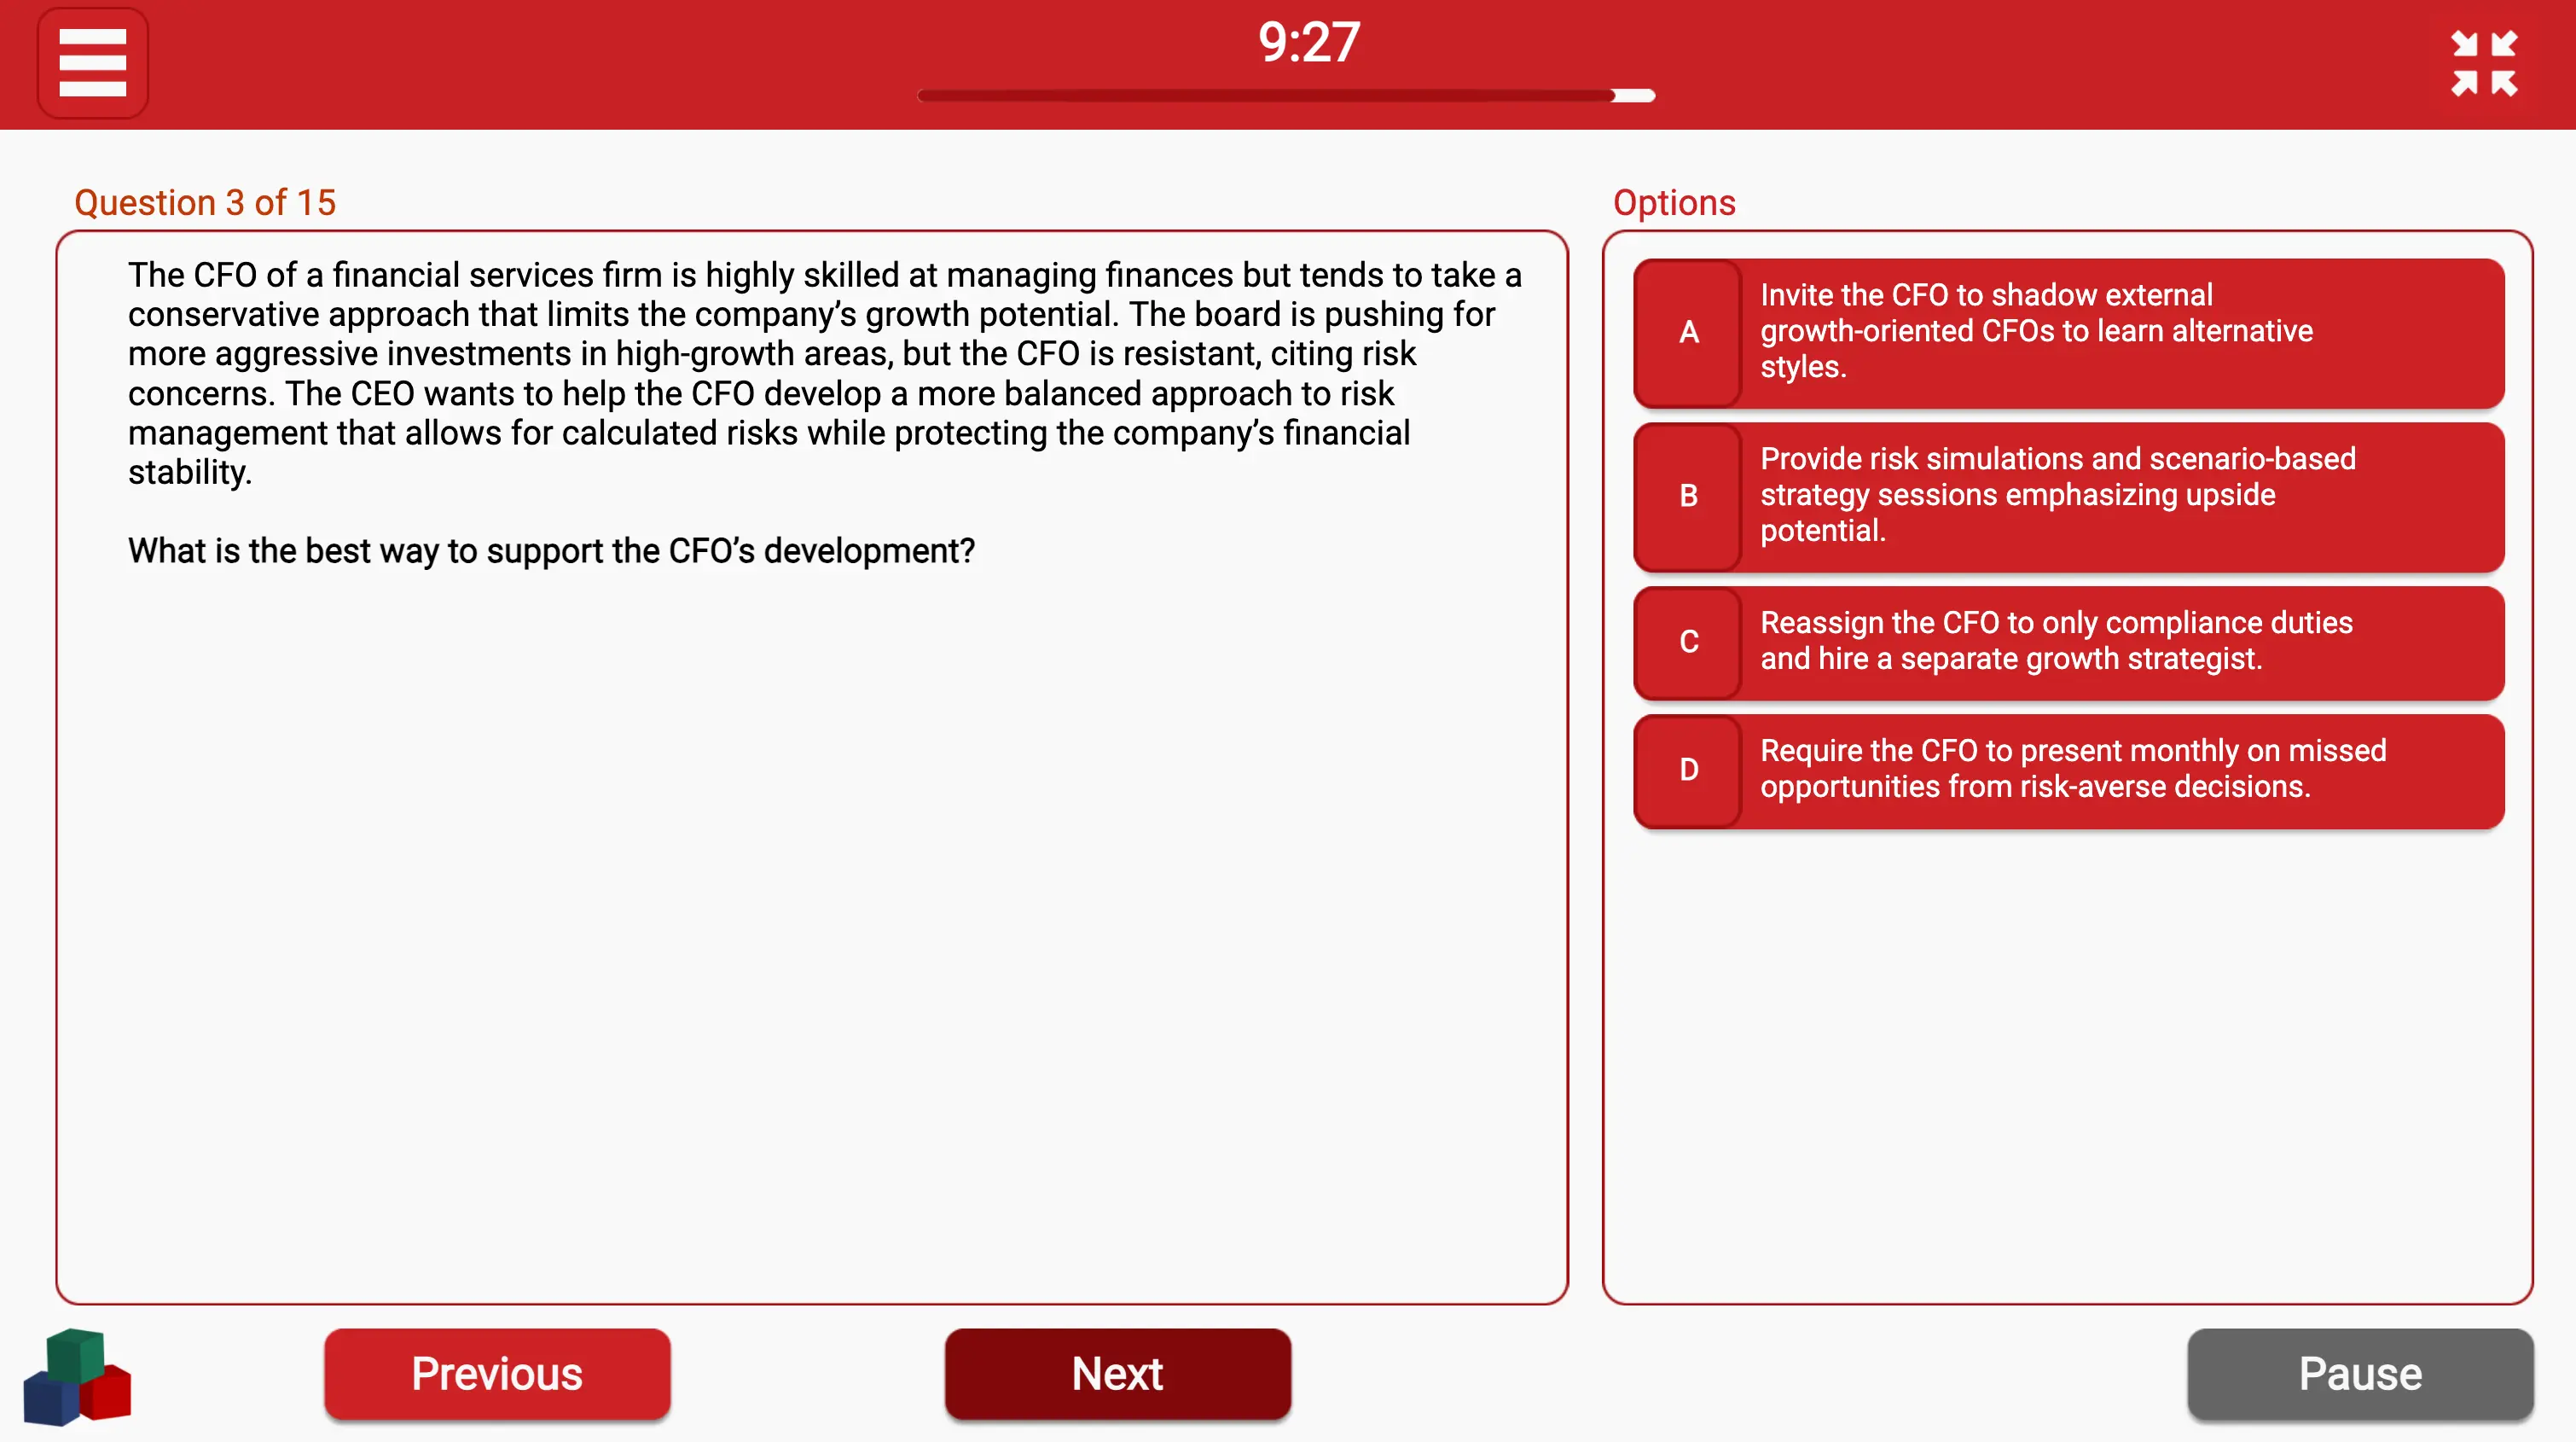 9:27
Question 3 of 15
The CFO of a financial services firm is highly skilled at managing finances but tends to take a
conservative approach that limits the company’s growth potential. The board is pushing for
more aggressive investments in high-growth areas, but the CFO is resistant, citing risk
concerns. The CEO wants to help the CFO develop a more balanced approach to risk
management that allows for calculated risks while protecting the company’s financial
stability.
What is the best way to support the CFO’s development?
Options
A
Invite the CFO to shadow external
growth-oriented CFOs to learn alternative
styles.
B
Provide risk simulations and scenario-based
strategy sessions emphasizing upside
potential.
C
Reassign the CFO to only compliance duties
and hire a separate growth strategist.
D
Require the CFO to present monthly on missed
opportunities from risk-averse decisions.
Previous
Next
Pause